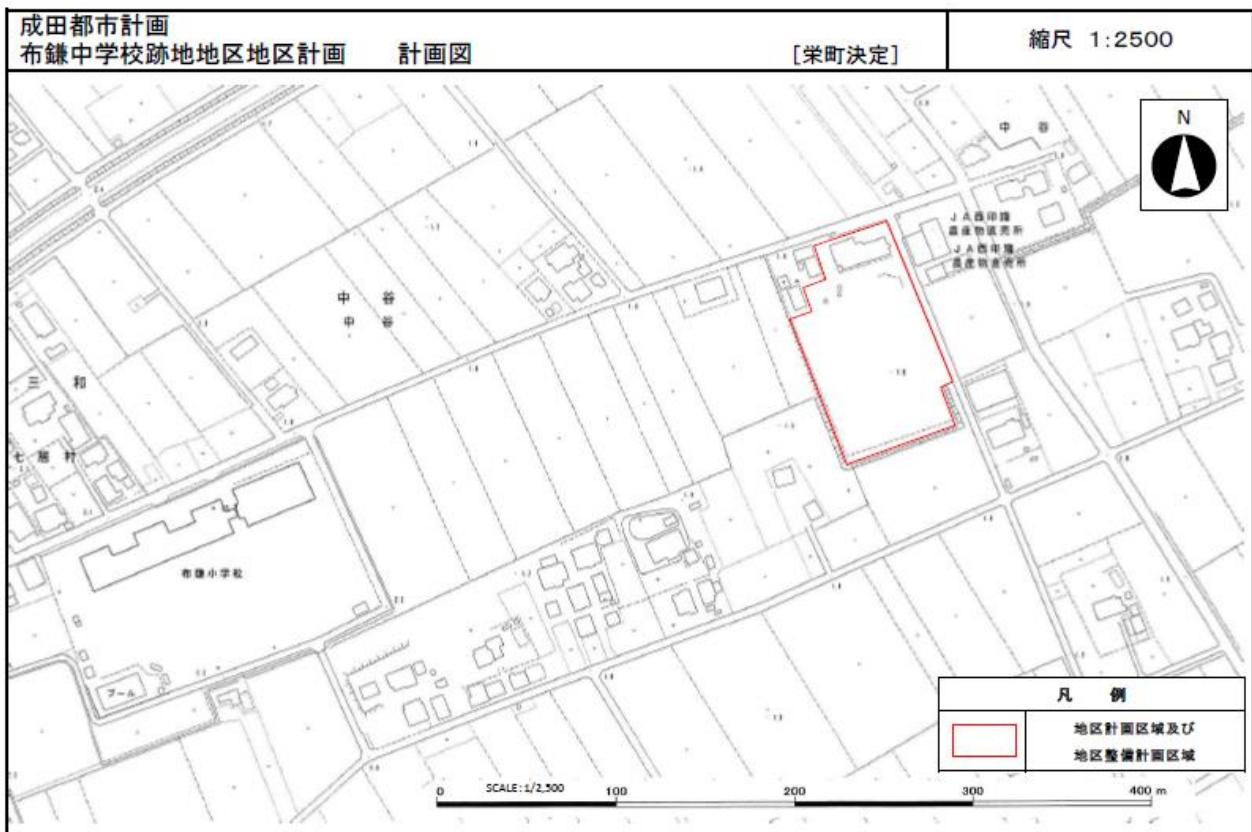 成田都市計画
布鎌中学校跡地地区地区計画　計画図 [栄町決定]
縮尺 1:2500
N
中 谷
JA西印旛
農産物直売所
JA西印旛
農産物直売所
中 谷
中 谷
三 和
七居村
布鎌小学校
プール
凡 例
地区計画区域及び
地区整備計画区域
SCALE:1/2,500
0 100 200 300 400 m